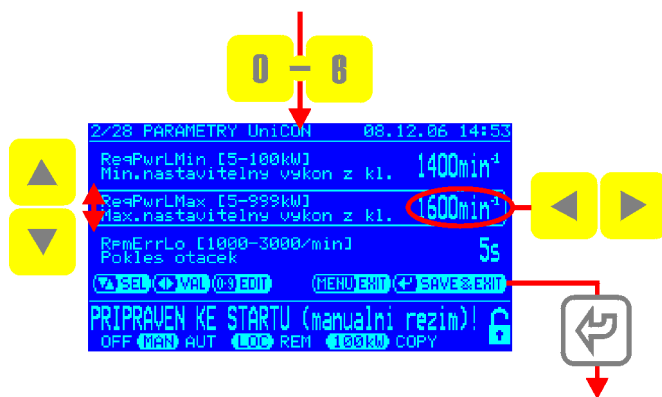 0 – 6
2/28 PARAMETRY UniCON 08.12.06 14:53
ReqPwrLMin [5-100kW] 1400min⁻¹
Min.nastavitelny vykon z kl.
ReqPwrLMax [5-999kW] 1600min⁻¹
Max.nastavitelny vykon z kl.
RpmErrLo [1000-3000/min] 5s
Pokles otacek
SEL VAL 0-9 EDIT MENU EXIT SAVE&EXIT
PRIPRAVEN KE STARTU (manualni rezim)!
OFF MAN AUT LOC REM 100kW COPY